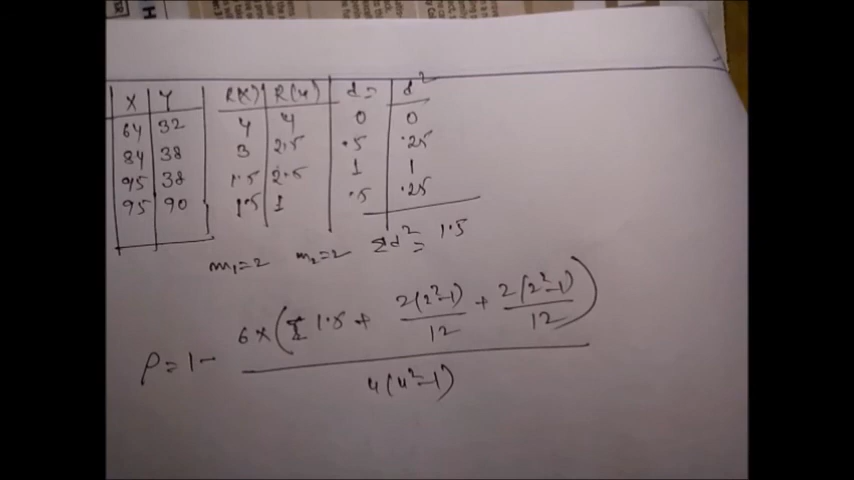 X Y R(X) R(Y) d= d²
64 32 4 4 0 0
84 38 3 2.5 .5 .25
95 38 1.5 2.5 1 1
95 90 1.5 1 .5 .25
m₁=2 m₂=2 Σd²= 1.5
ρ = 1 - 6×(Σ 1.5 + 2(2²-1)/12 + 2(2²-1)/12) / 4(4²-1)